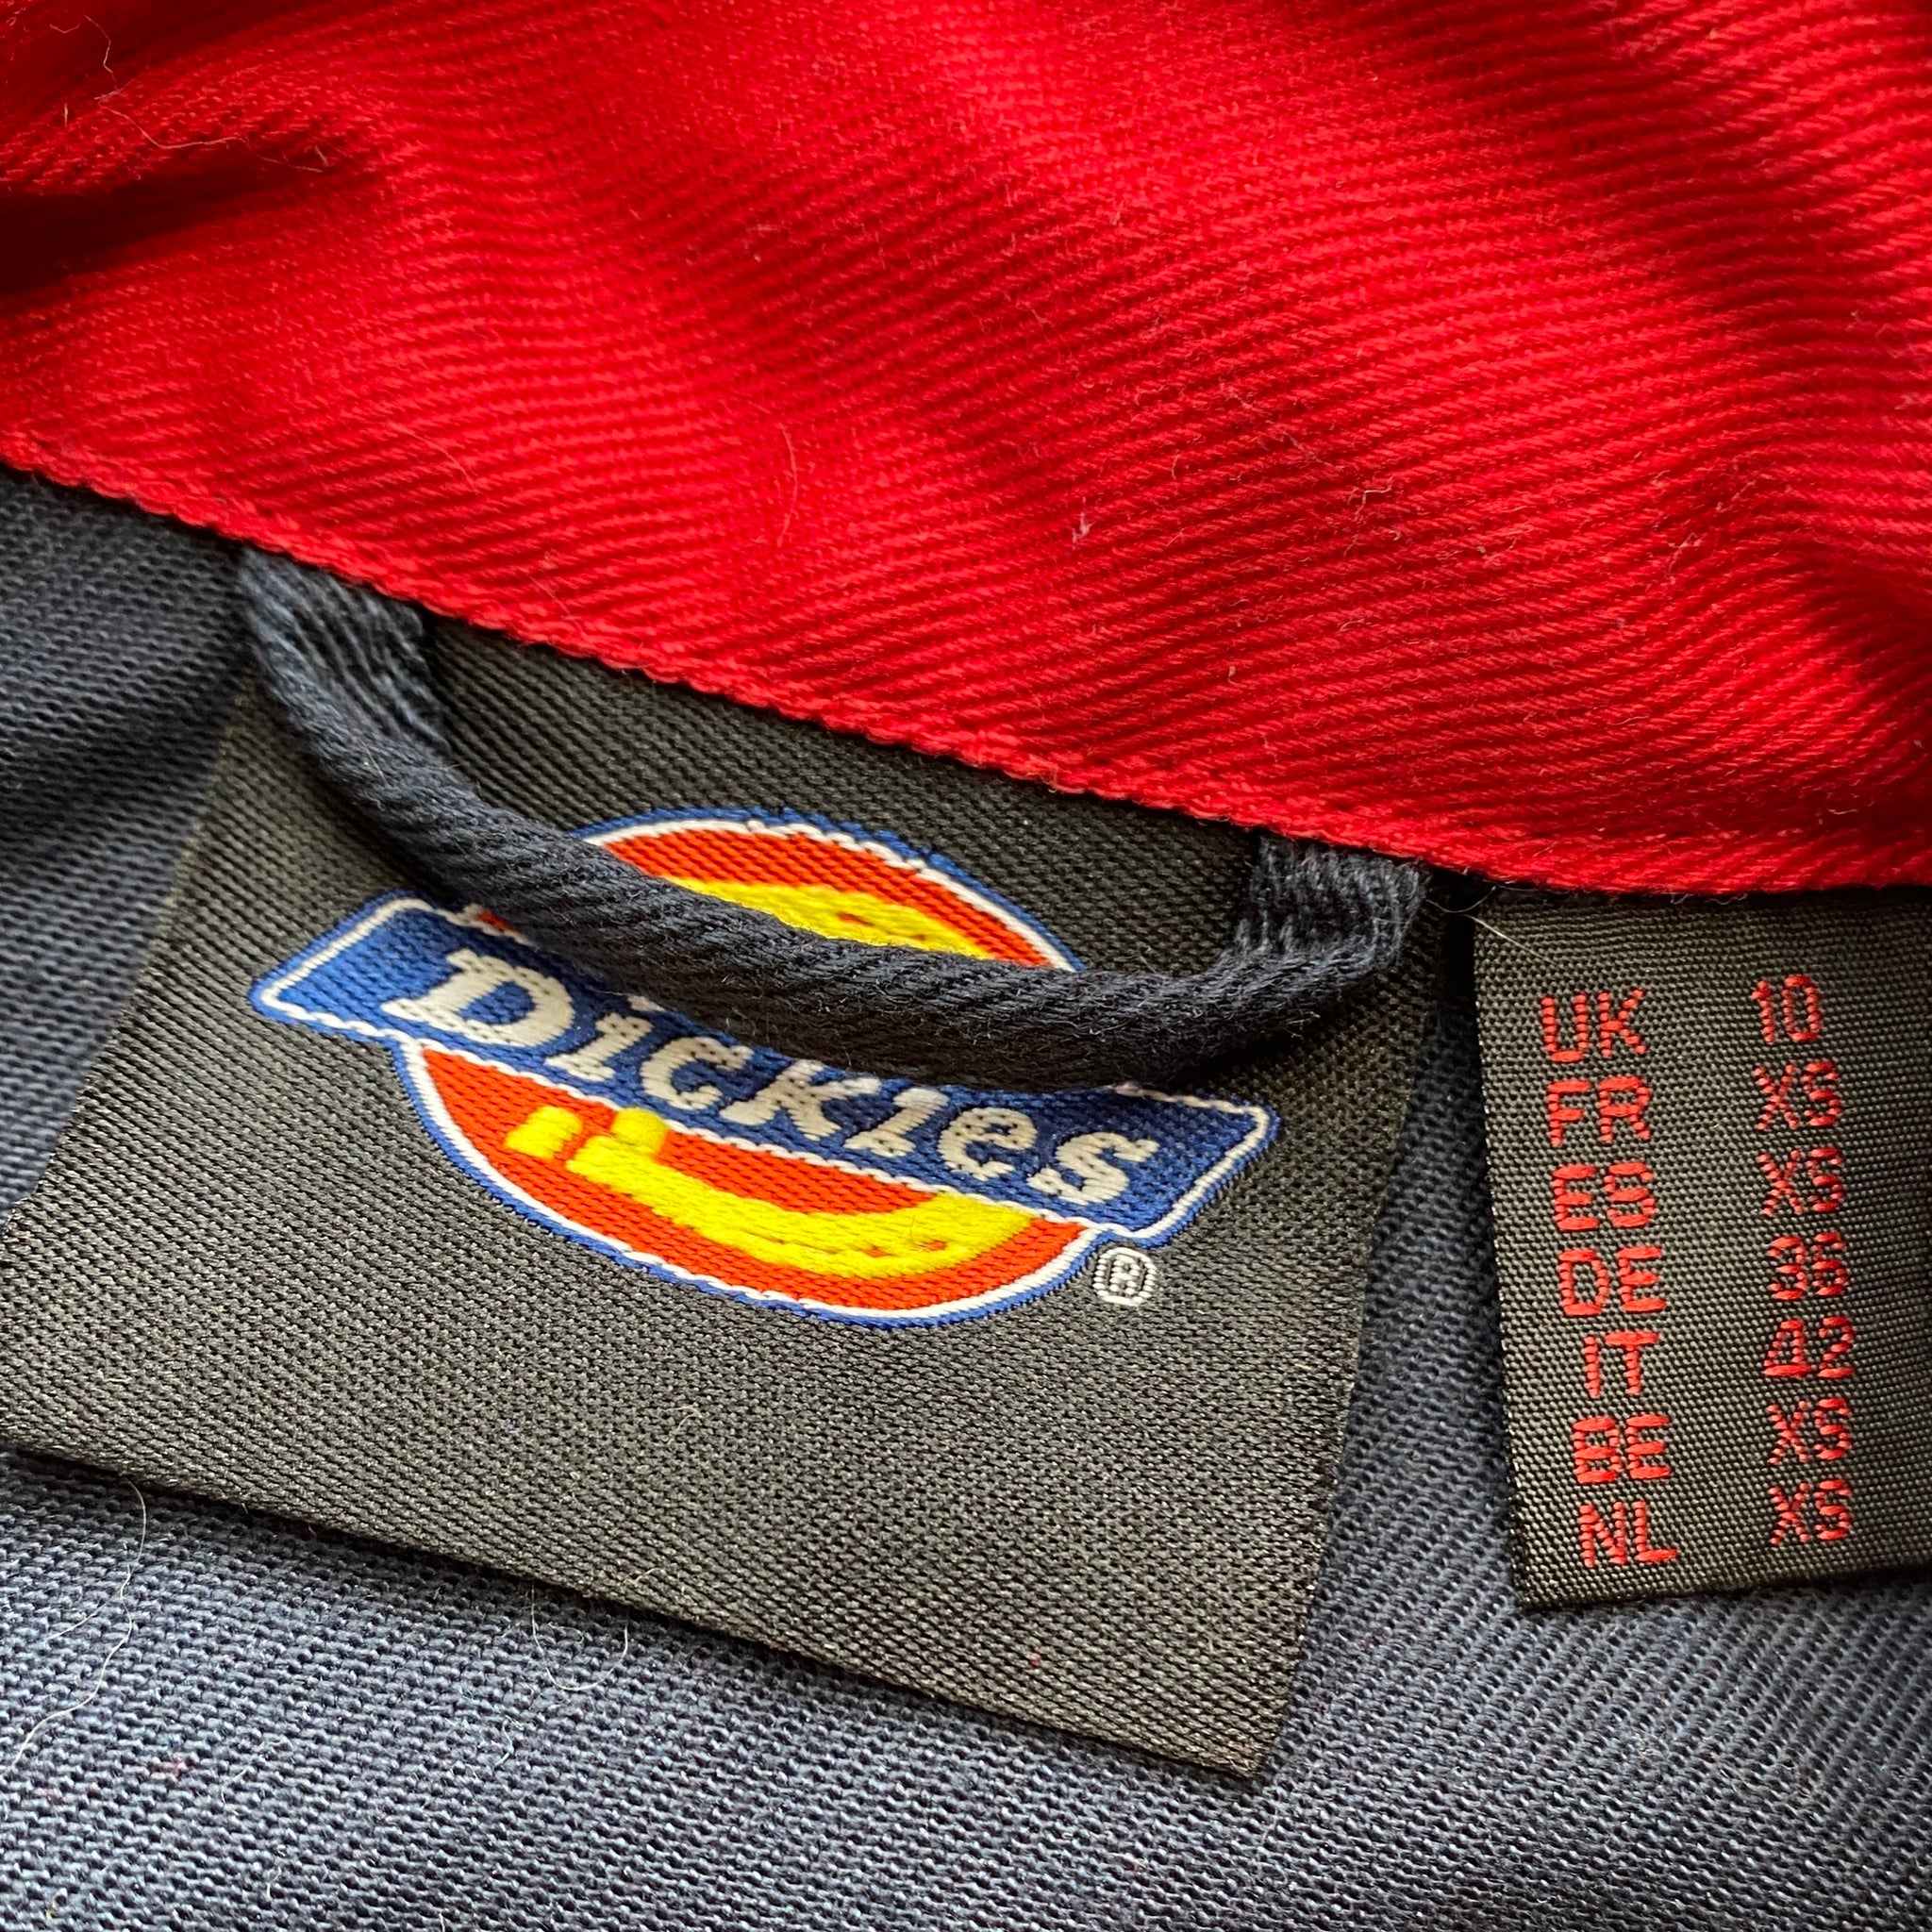 Dickies
®
UK 10
FR XS
ES XS
DE 36
IT 42
BE XS
NL XS